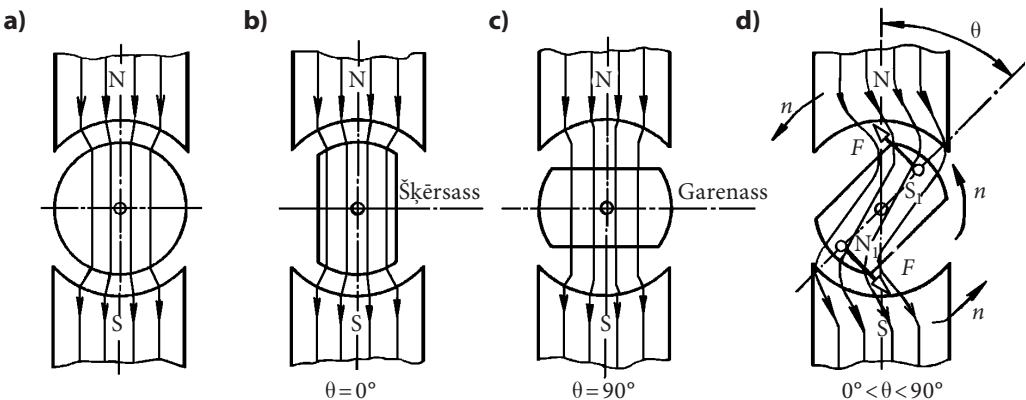 a)
N
S
b)
N
Šķērsass
S
θ=0°
c)
N
Garenass
S
θ=90°
d)
θ
N
n
F
S₁
n
N₁
F
n
S
0°<θ<90°